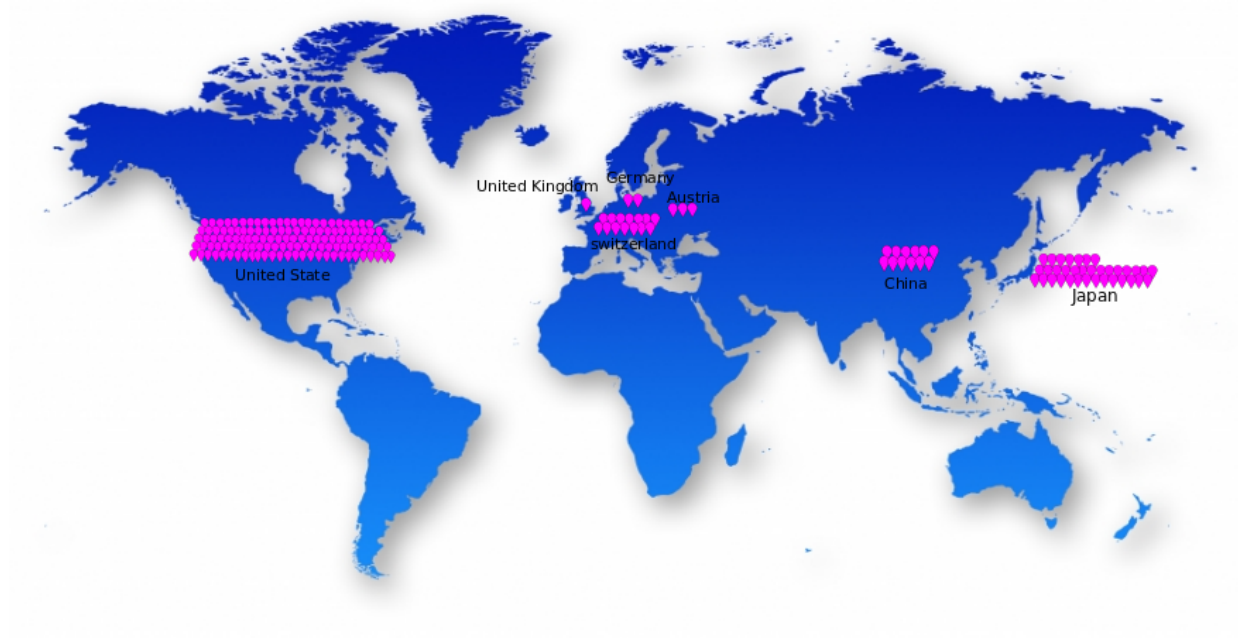 Germany
United Kingdom
Austria
switzerland
United State
China
Japan